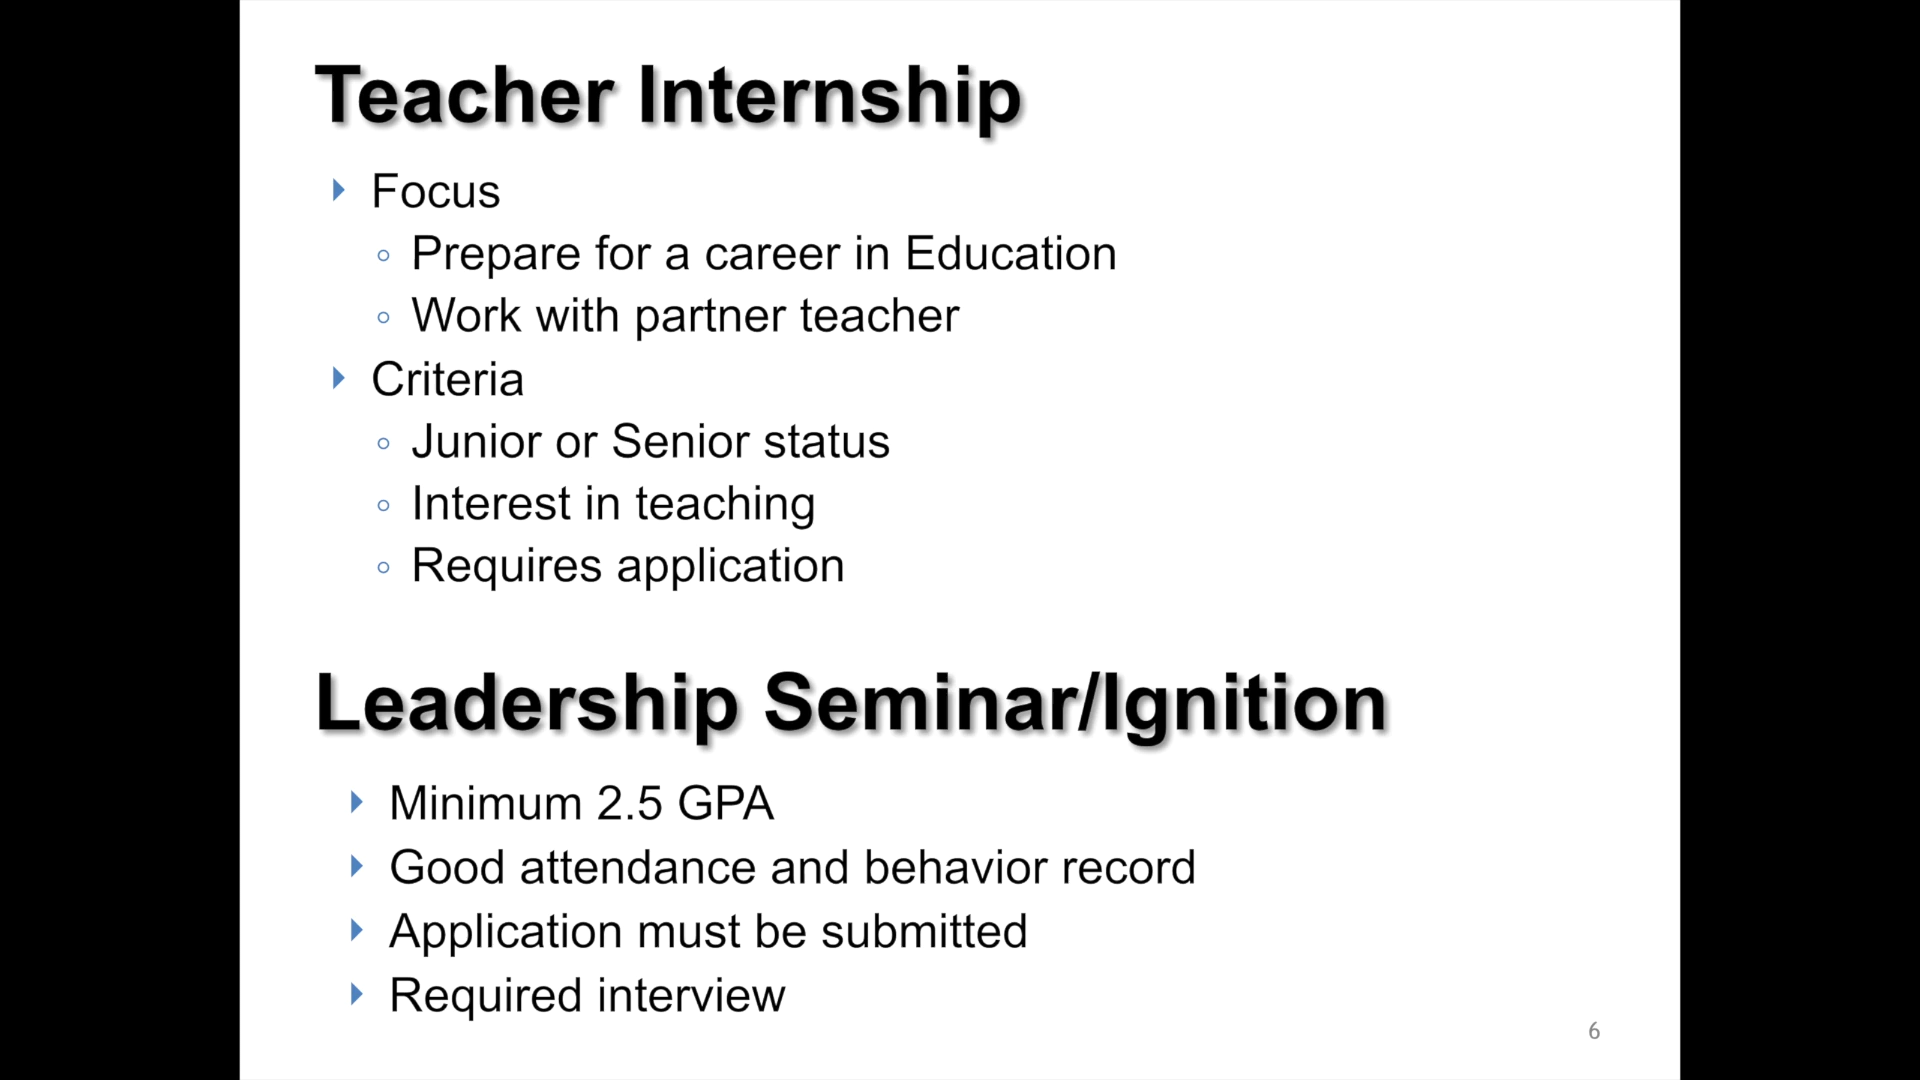 Teacher Internship
Focus
Prepare for a career in Education
Work with partner teacher
Criteria
Junior or Senior status
Interest in teaching
Requires application
Leadership Seminar/Ignition
Minimum 2.5 GPA
Good attendance and behavior record
Application must be submitted
Required interview
6